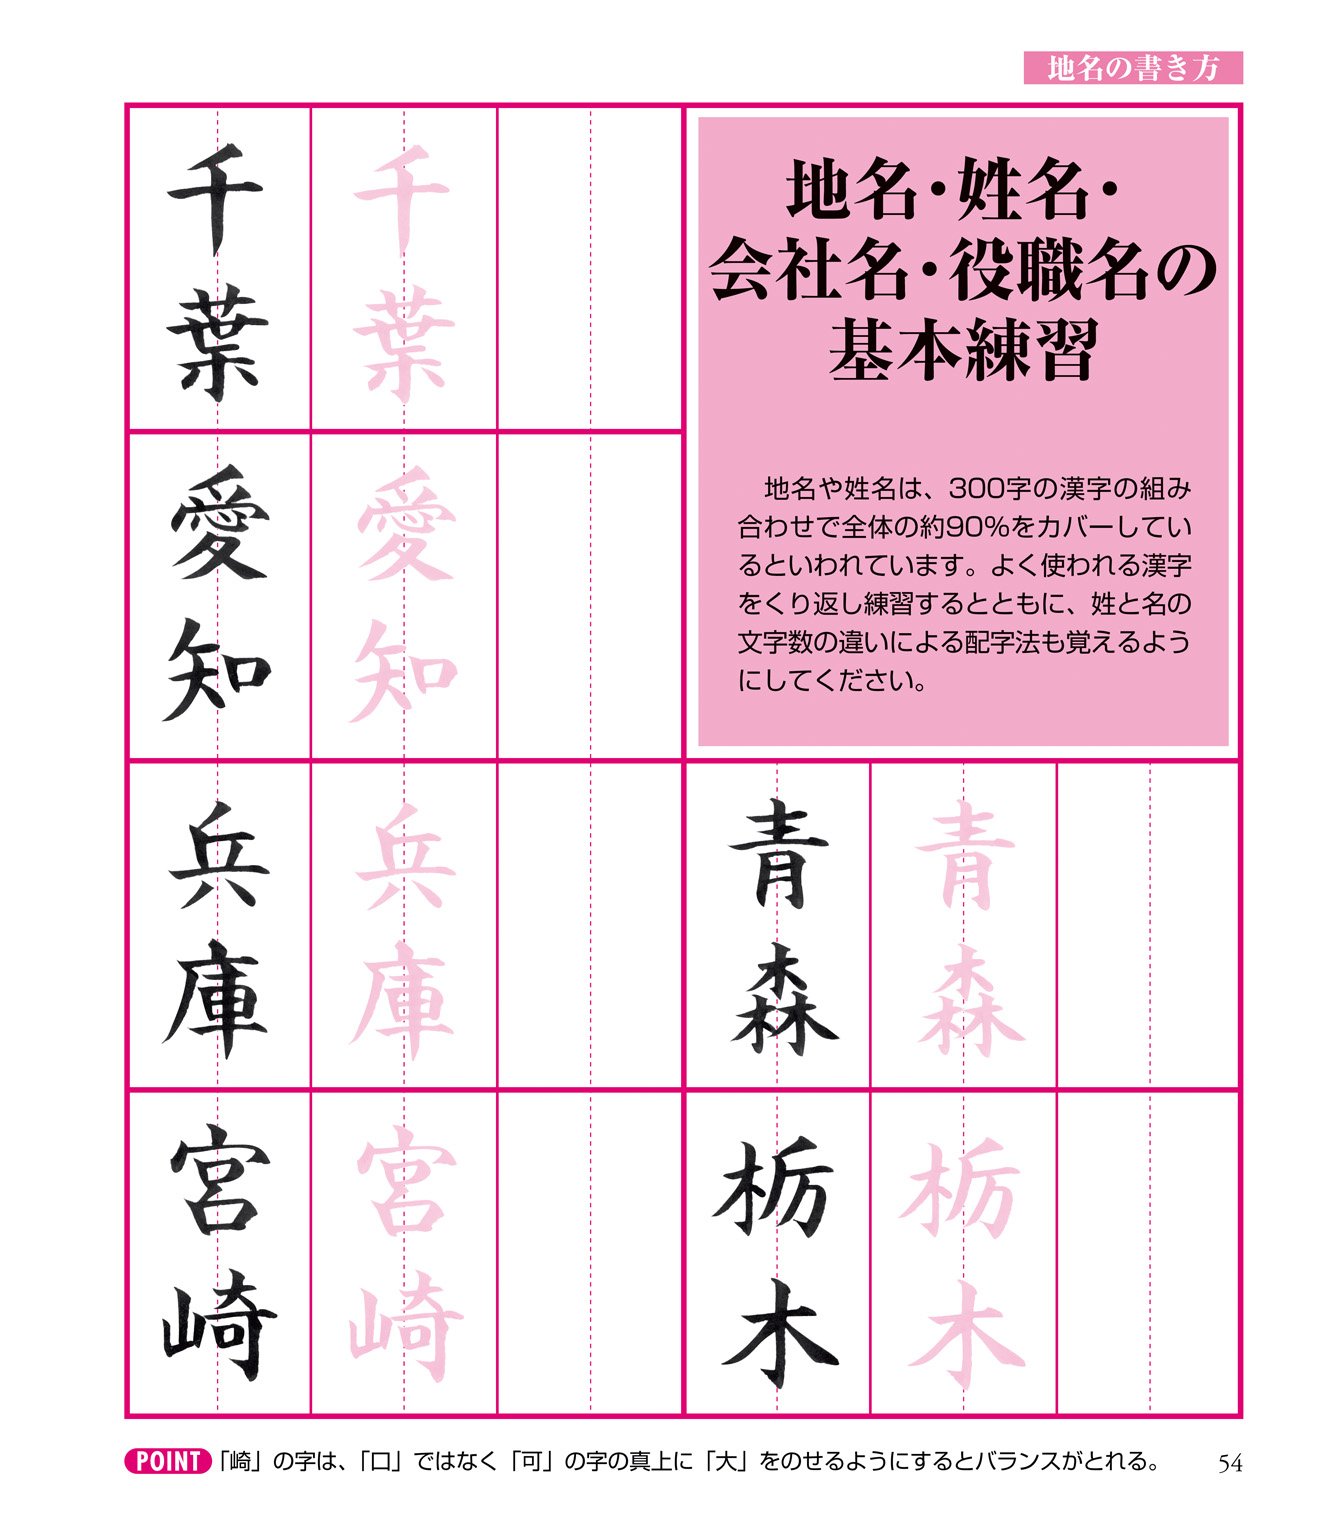 地名の書き方
地名・姓名・
会社名・役職名の
基本練習
　地名や姓名は、300字の漢字の組み
合わせで全体の約90％をカバーしてい
るといわれています。よく使われる漢字
をくり返し練習するとともに、姓と名の
文字数の違いによる配字法も覚えるよう
にしてください。
青森
青森
栃木
栃木
千葉
千葉
愛知
愛知
兵庫
兵庫
宮崎
宮崎
POINT 「崎」の字は、「口」ではなく「可」の字の真上に「大」をのせるようにするとバランスがとれる。
54